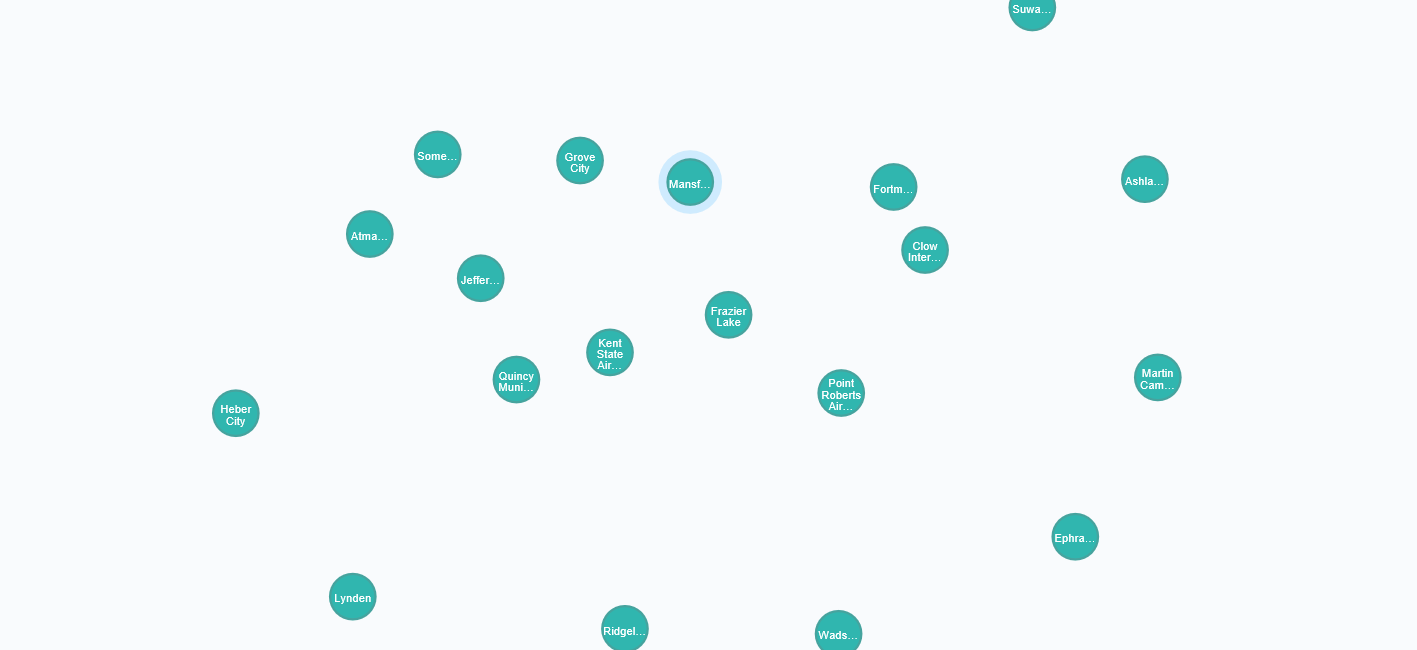 Suwa...
Some...
Grove
City
Mansf...
Fortm...
Ashla...
Atma...
Clow
Inter...
Jeffer...
Frazier
Lake
Kent
State
Air...
Quincy
Muni...
Point
Roberts
Air...
Martin
Cam...
Heber
City
Ephra...
Lynden
Ridgel...
Wads...